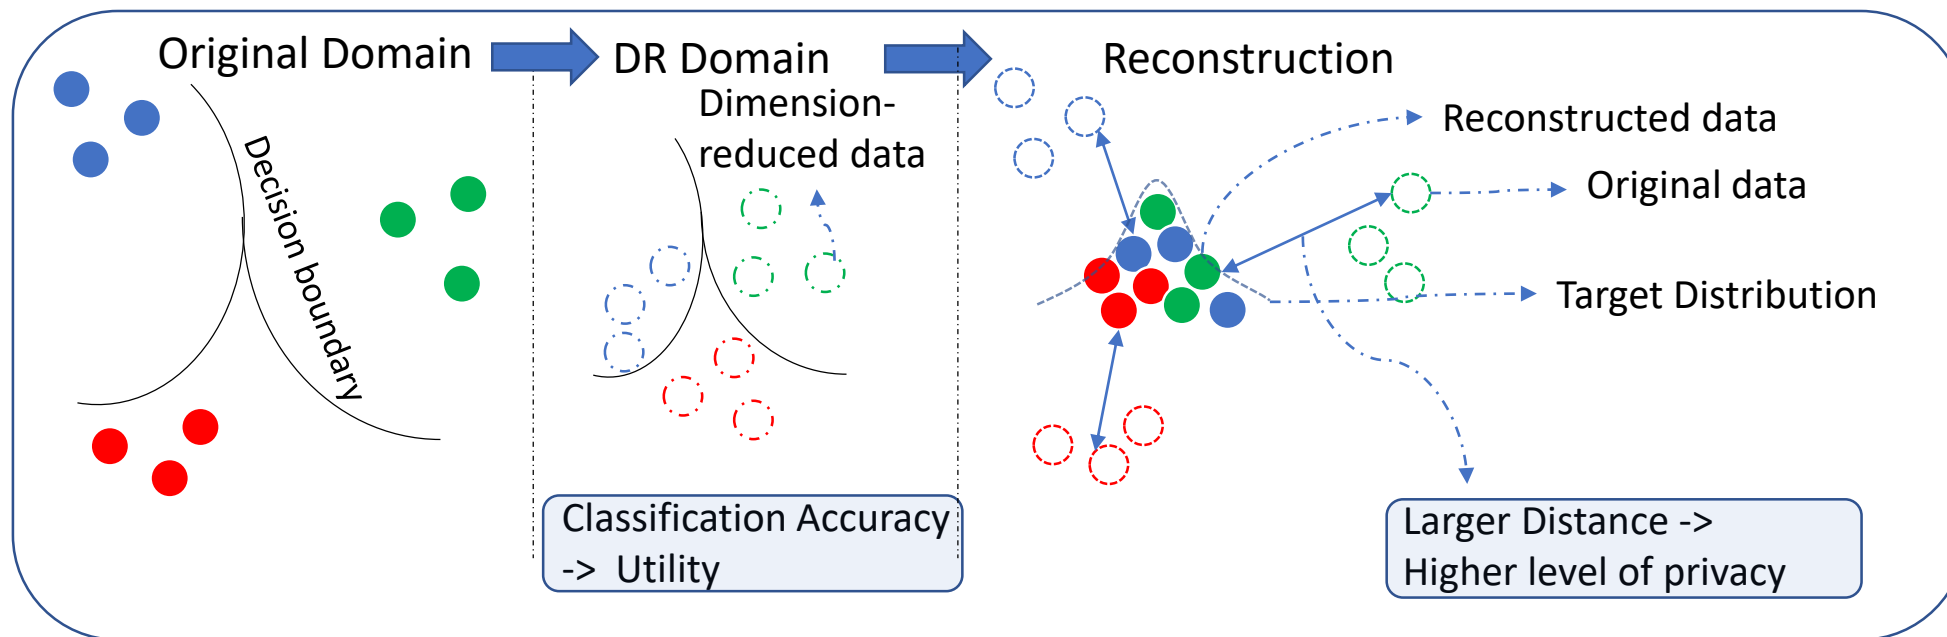 Original Domain
DR Domain
Reconstruction
Decision boundary
Dimension-
reduced data
Reconstructed data
Original data
Target Distribution
Classification Accuracy
-> Utility
Larger Distance ->
Higher level of privacy